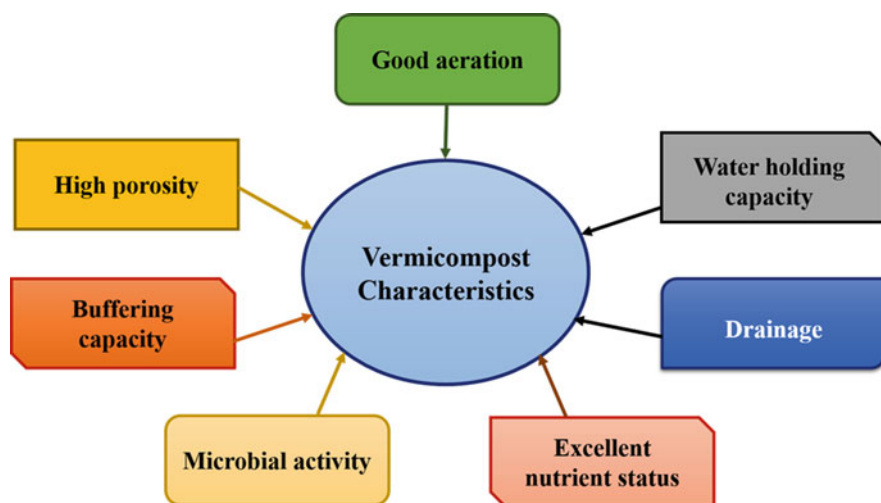 Good aeration
High porosity
Water holding
capacity
Vermicompost
Characteristics
Buffering
capacity
Drainage
Microbial activity
Excellent
nutrient status